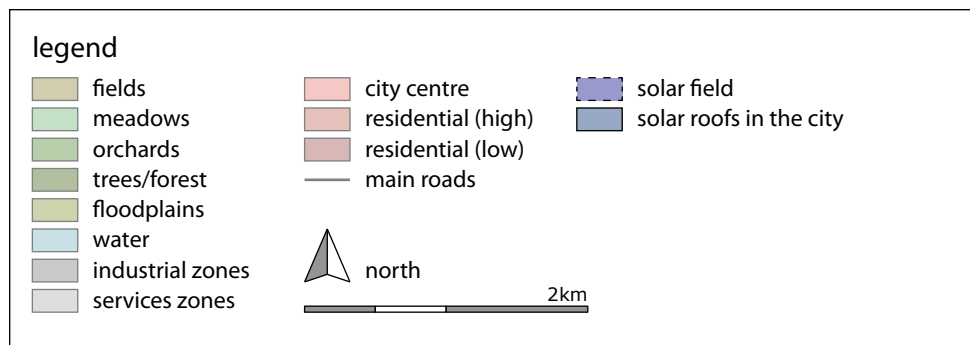 legend
fields
meadows
orchards
trees/forest
floodplains
water
industrial zones
services zones
city centre
residential (high)
residential (low)
main roads
north
2km
solar field
solar roofs in the city